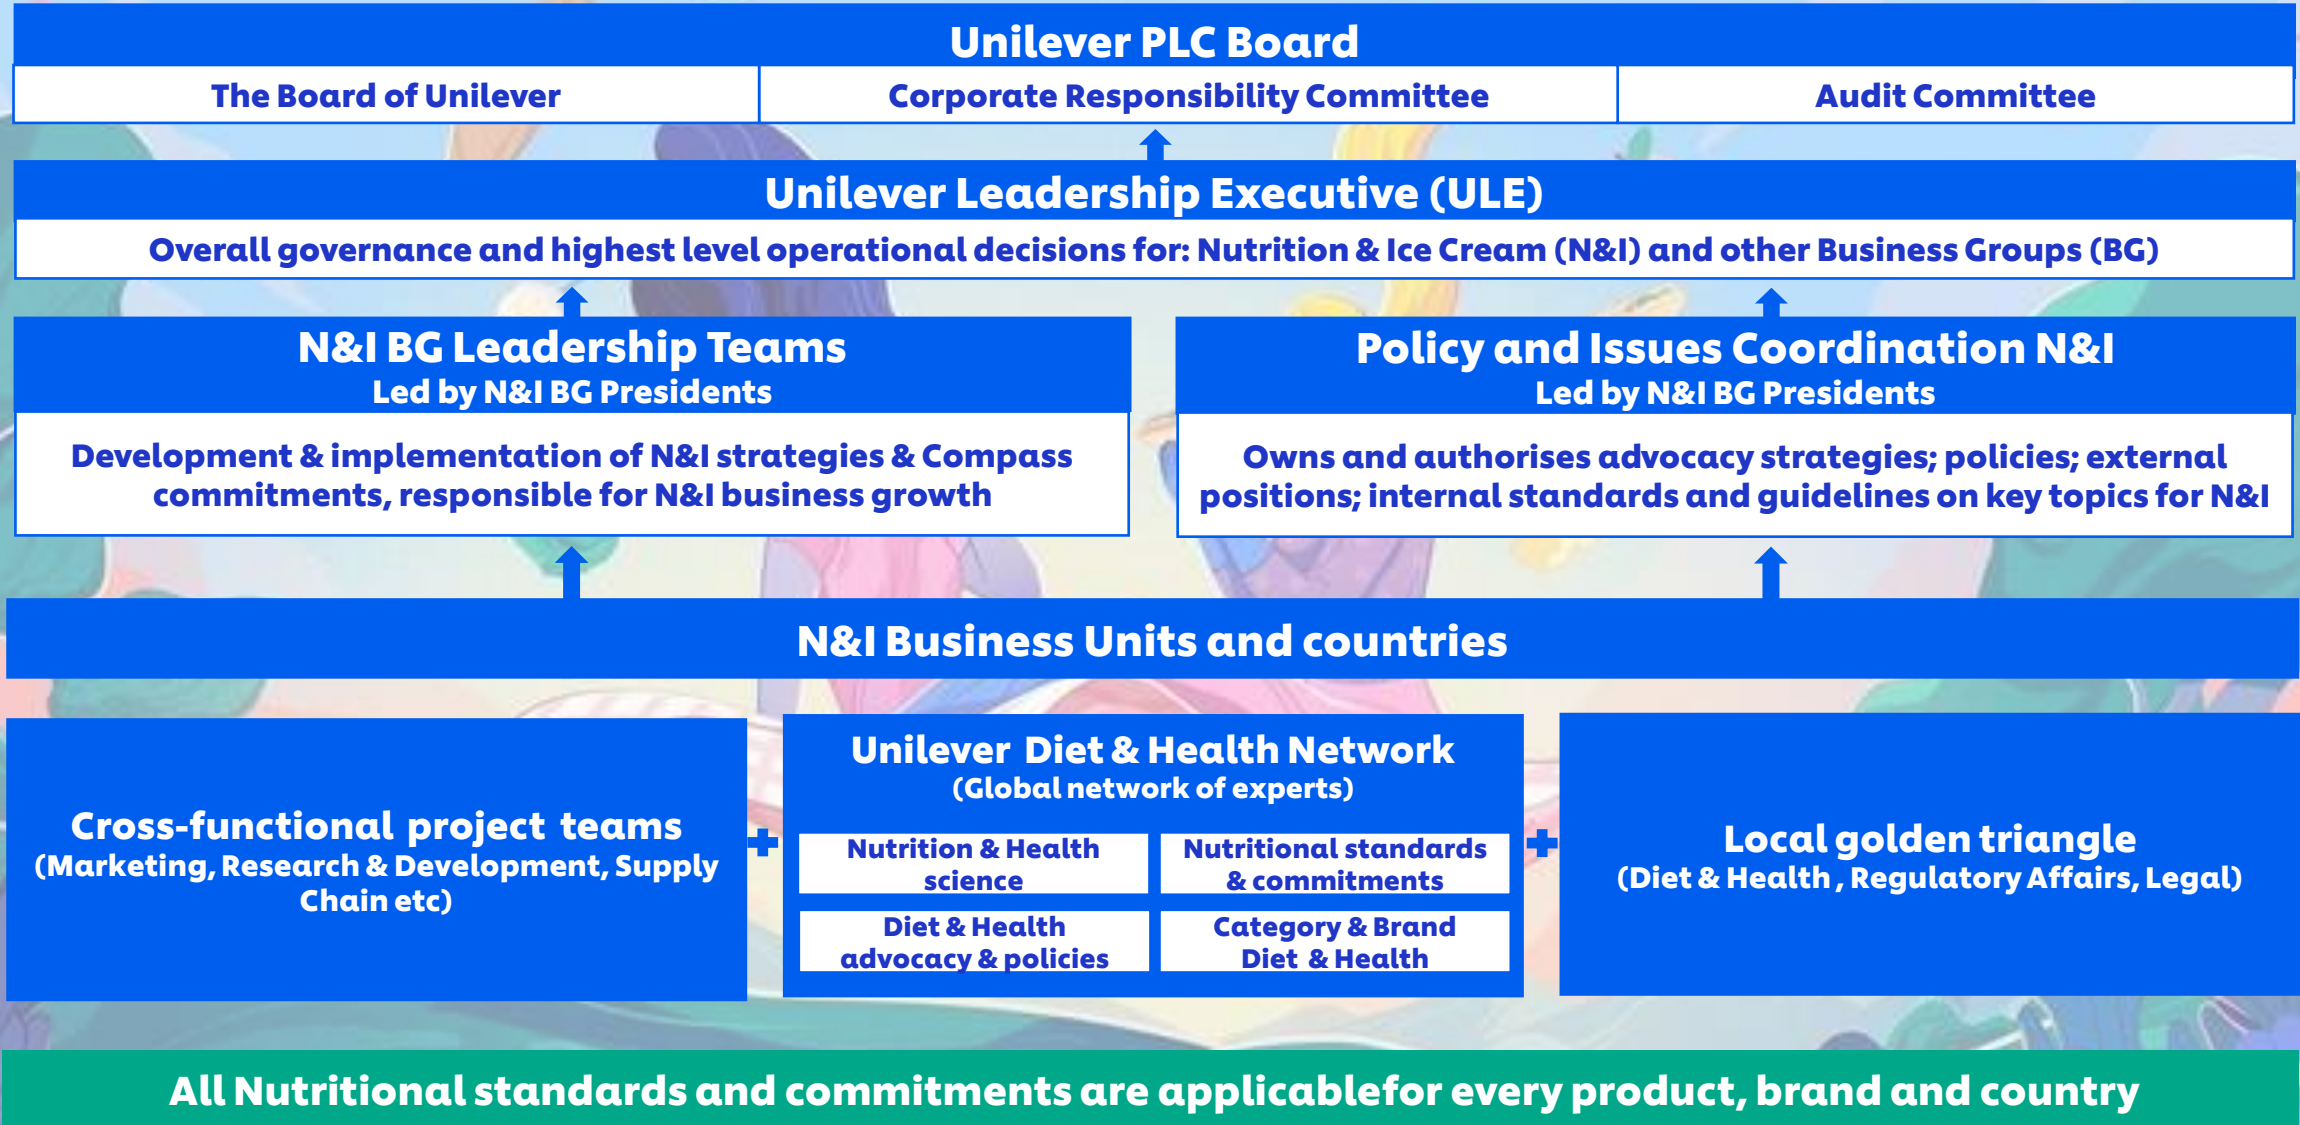 Unilever PLC Board
The Board of Unilever
Corporate Responsibility Committee
Audit Committee
Unilever Leadership Executive (ULE)
Overall governance and highest level operational decisions for: Nutrition & Ice Cream (N&I) and other Business Groups (BG)
N&I BG Leadership Teams
Led by N&I BG Presidents
Development & implementation of N&I strategies & Compass
commitments, responsible for N&I business growth
Policy and Issues Coordination N&I
Led by N&I BG Presidents
Owns and authorises advocacy strategies; policies; external
positions; internal standards and guidelines on key topics for N&I
N&I Business Units and countries
Cross-functional project teams
(Marketing, Research & Development, Supply
Chain etc)
Unilever Diet & Health Network
(Global network of experts)
Nutrition & Health
science
Nutritional standards
& commitments
Diet & Health
advocacy & policies
Category & Brand
Diet & Health
Local golden triangle
(Diet & Health , Regulatory Affairs, Legal)
All Nutritional standards and commitments are applicablefor every product, brand and country